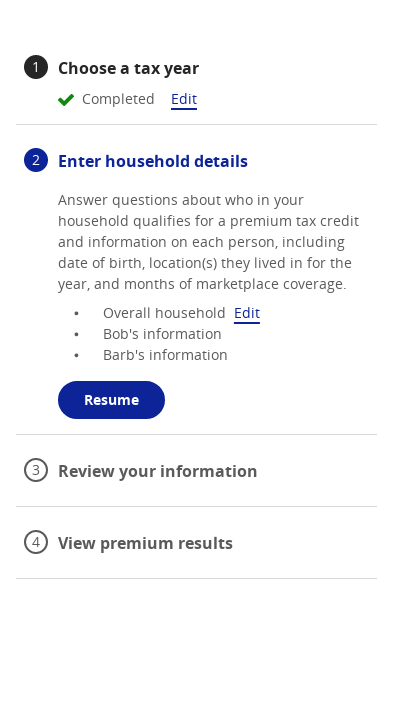 1 Choose a tax year
Completed Edit
2 Enter household details
Answer questions about who in your
household qualifies for a premium tax credit
and information on each person, including
date of birth, location(s) they lived in for the
year, and months of marketplace coverage.
• Overall household Edit
• Bob's information
• Barb's information
Resume
3 Review your information
4 View premium results